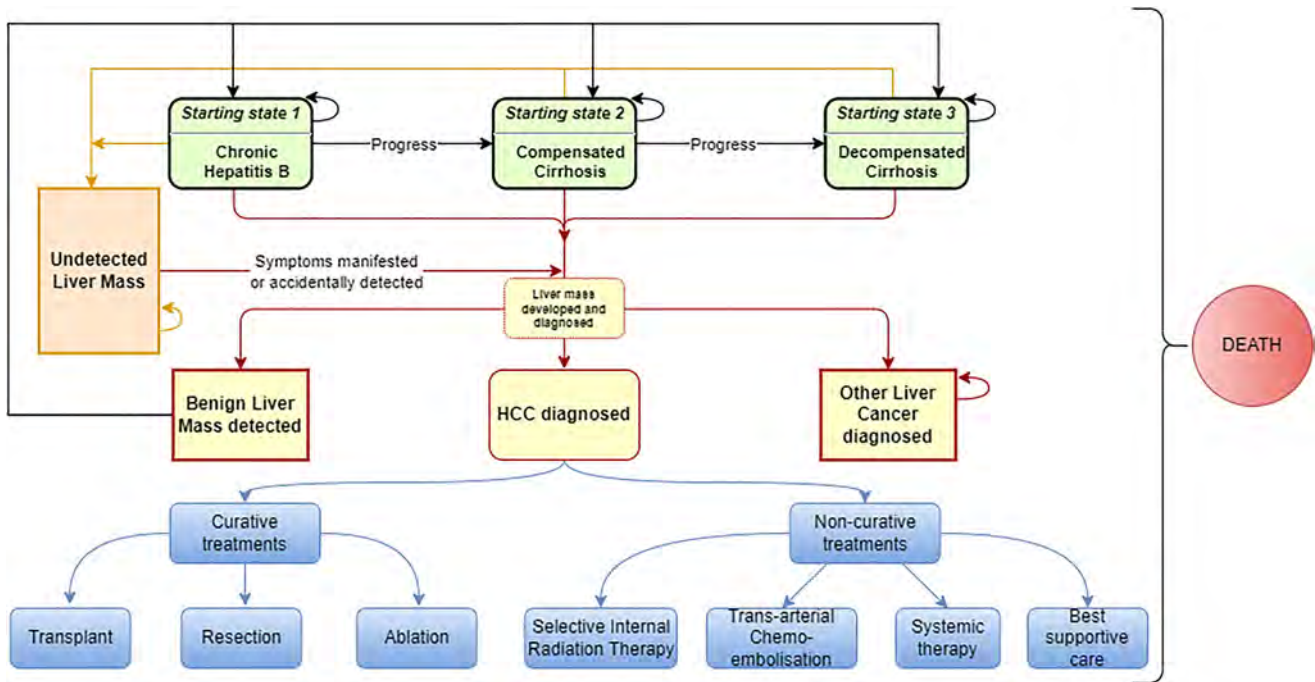 Starting state 1
Chronic
Hepatitis B
Progress
Starting state 2
Compensated
Cirrhosis
Progress
Starting state 3
Decompensated
Cirrhosis
Undetected
Liver Mass
Symptoms manifested
or accidentally detected
Liver mass
developed and
diagnosed
DEATH
Benign Liver
Mass detected
HCC diagnosed
Other Liver
Cancer
diagnosed
Curative
treatments
Non-curative
treatments
Transplant
Resection
Ablation
Selective Internal
Radiation Therapy
Trans-arterial
Chemo-
embolisation
Systemic
therapy
Best
supportive
care